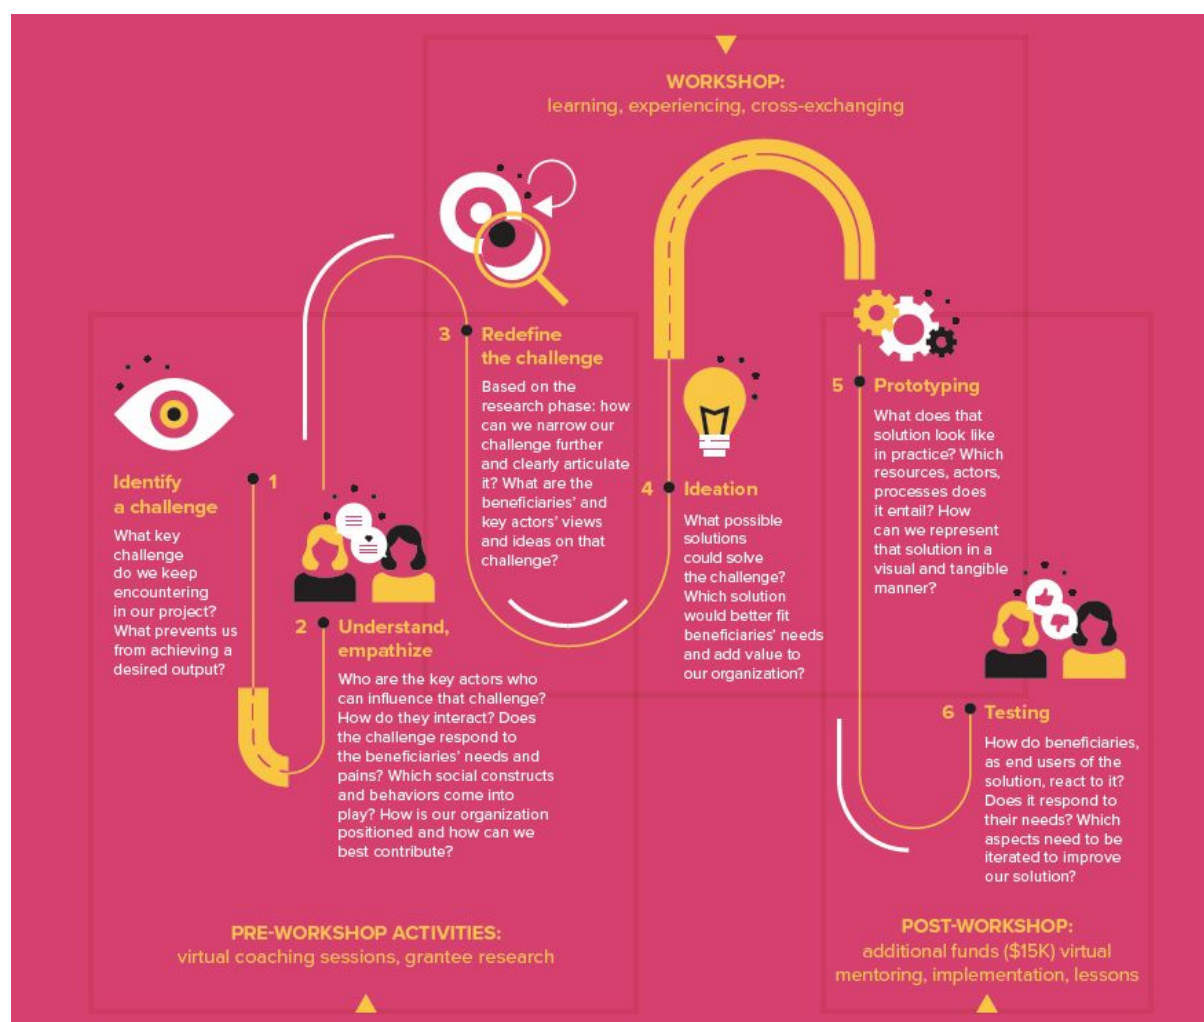 WORKSHOP:
learning, experiencing, cross-exchanging
1
Identify
a challenge
What key
challenge
do we keep
encountering
in our project?
What prevents us
from achieving a
desired output?
2
Understand,
empathize
Who are the key actors who
can influence that challenge?
How do they interact? Does
the challenge respond to
the beneficiaries' needs and
pains? Which social constructs
and behaviors come into
play? How is our organization
positioned and how can we
best contribute?
3
Redefine
the challenge
Based on the
research phase: how
can we narrow our
challenge further
and clearly articulate
it? What are the
beneficiaries' and
key actors' views
and ideas on that
challenge?
4
Ideation
What possible
solutions
could solve
the challenge?
Which solution
would better fit
beneficiaries' needs
and add value to
our organization?
5
Prototyping
What does that
solution look like
in practice? Which
resources, actors,
processes does
it entail? How
can we represent
that solution in a
visual and tangible
manner?
6
Testing
How do beneficiaries,
as end users of the
solution, react to it?
Does it respond to
their needs? Which
aspects need to be
iterated to improve
our solution?
PRE-WORKSHOP ACTIVITIES:
virtual coaching sessions, grantee research
POST-WORKSHOP:
additional funds ($15K) virtual
mentoring, implementation, lessons